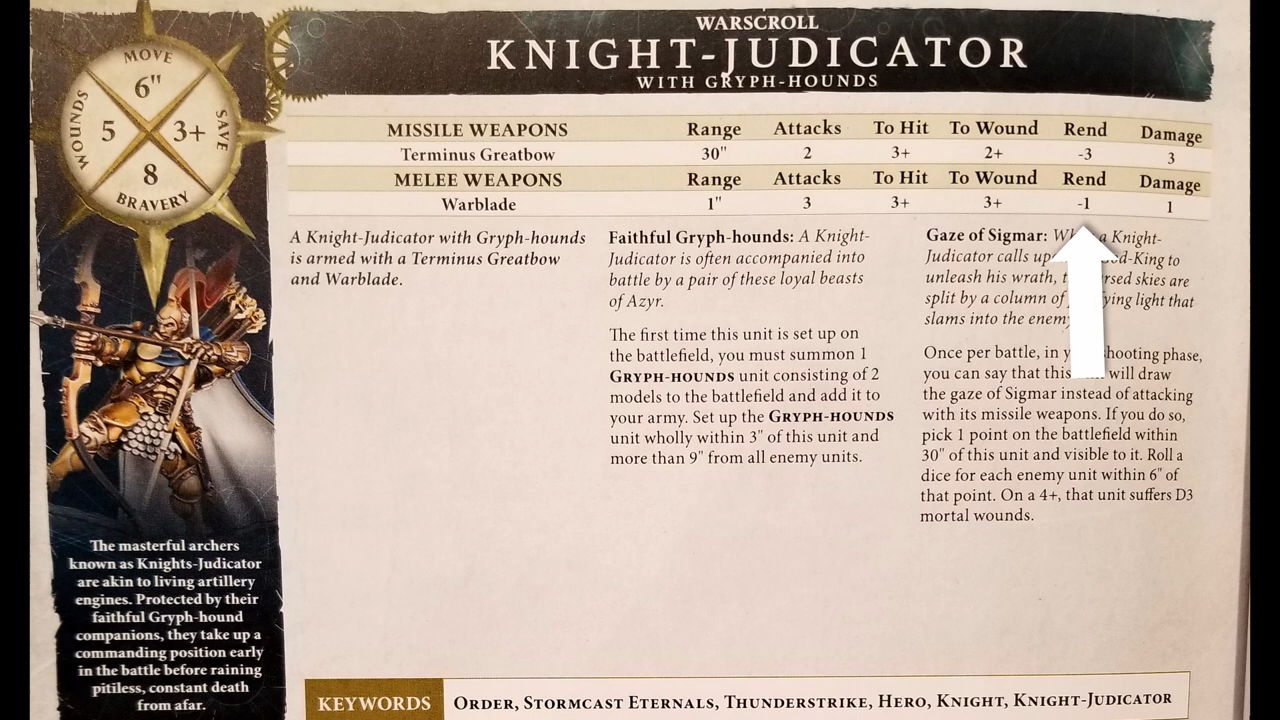 WARSCROLL
KNIGHT-JUDICATOR
WITH GRYPH-HOUNDS
MOVE
6"
WOUNDS 5 3+ SAVE
8
BRAVERY
MISSILE WEAPONS Range Attacks To Hit To Wound Rend Damage
Terminus Greatbow 30" 2 3+ 2+ -3 3
MELEE WEAPONS Range Attacks To Hit To Wound Rend Damage
Warblade 1" 3 3+ 3+ -1 1
A Knight-Judicator with Gryph-hounds
is armed with a Terminus Greatbow
and Warblade.
Faithful Gryph-hounds: A Knight-
Judicator is often accompanied into
battle by a pair of these loyal beasts
of Azyr.
The first time this unit is set up on
the battlefield, you must summon 1
GRYPH-HOUNDS unit consisting of 2
models to the battlefield and add it to
your army. Set up the GRYPH-HOUNDS
unit wholly within 3" of this unit and
more than 9" from all enemy units.
Gaze of Sigmar: a Knight-
Judicator calls to
unleash his wrath, skies are
split by a column of light that
slams into the
Once per battle, in phase,
you can say that this will draw
the gaze of Sigmar instead of attacking
with its missile weapons. If you do so,
pick 1 point on the battlefield within
30" of this unit and visible to it. Roll a
dice for each enemy unit within 6" of
that point. On a 4+, that unit suffers D3
mortal wounds.
The masterful archers
known as Knights-Judicator
are akin to living artillery
engines. Protected by their
faithful Gryph-hound
companions, they take up a
commanding position early
in the battle before raining
pitiless, constant death
from afar.
KEYWORDS ORDER, STORMCAST ETERNALS, THUNDERSTRIKE, HERO, KNIGHT, KNIGHT-JUDICATOR